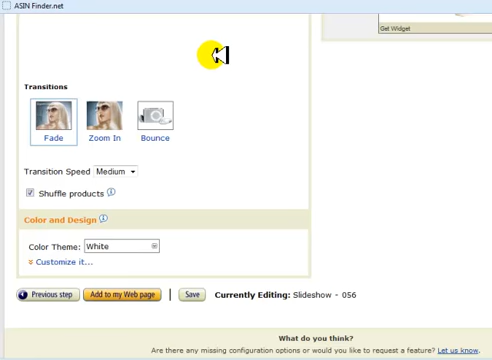 ASIN Finder.net
Get Widget
Transitions
Fade Zoom In Bounce
Transition Speed Medium
Shuffle products
Color and Design
Color Theme: White
Customize it...
Previous step Add to my Web page | Save Currently Editing: Slideshow - 056
What do you think?
Are there any missing configuration options or would you like to request a feature? Let us know.